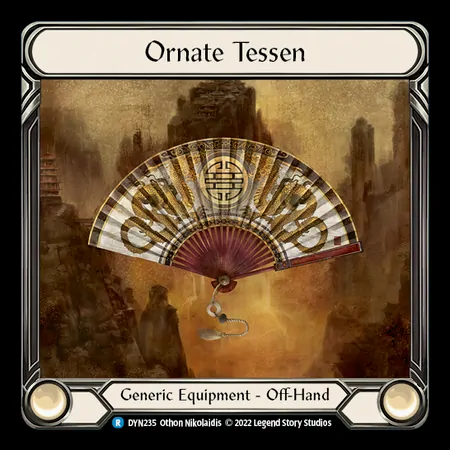 Ornate Tessen
Generic Equipment - Off-Hand
R DYN235 Othon Nikolaidis © 2022 Legend Story Studios